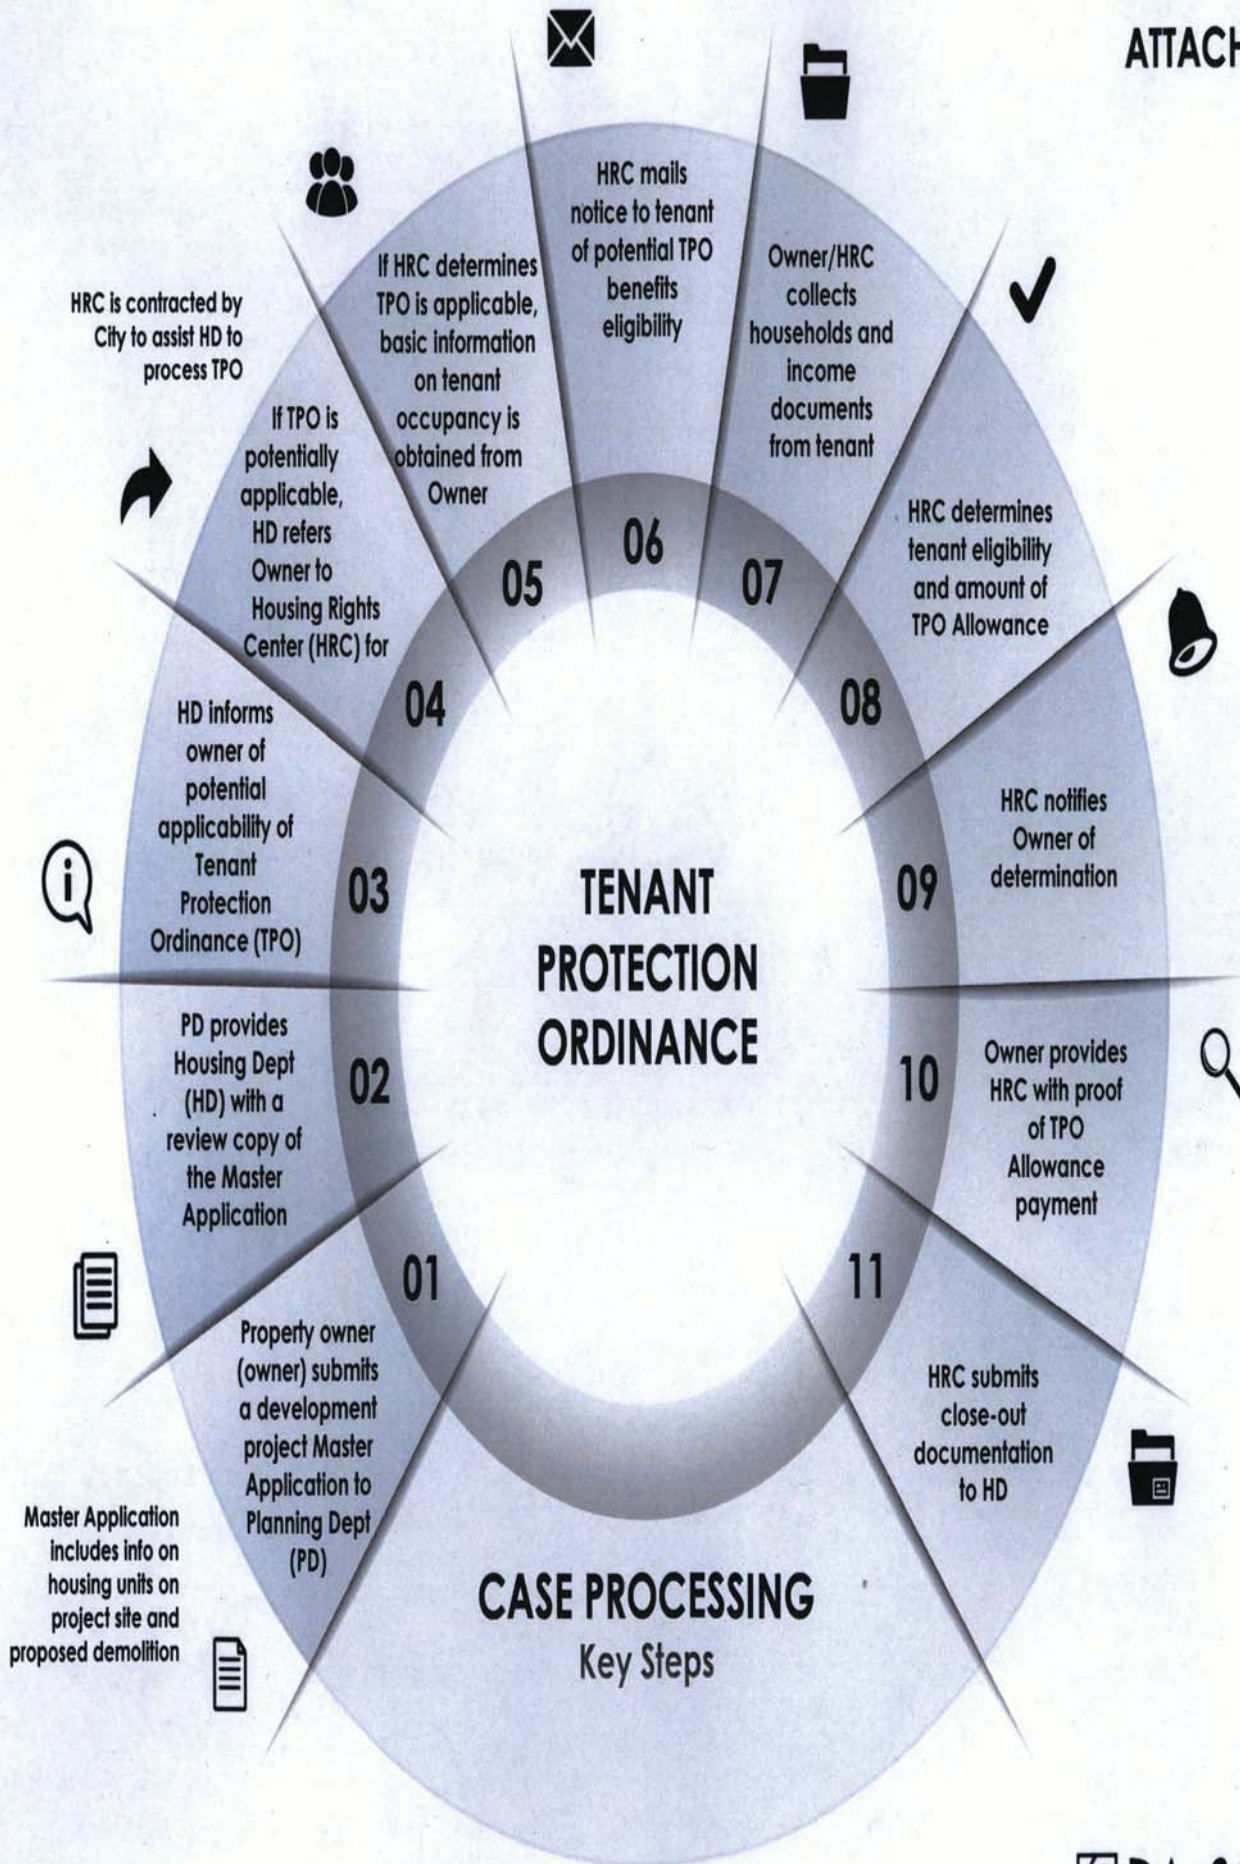 ATTACH
TENANT
PROTECTION
ORDINANCE
CASE PROCESSING
Key Steps
01
Property owner
(owner) submits
a development
project Master
Application to
Planning Dept
(PD)
Master Application
includes info on
housing units on
project site and
proposed demolition
02
PD provides
Housing Dept
(HD) with a
review copy of
the Master
Application
03
HD informs
owner of
potential
applicability of
Tenant
Protection
Ordinance (TPO)
04
If TPO is
potentially
applicable,
HD refers
Owner to
Housing Rights
Center (HRC) for
HRC is contracted by
City to assist HD to
process TPO
05
If HRC determines
TPO is applicable,
basic information
on tenant
occupancy is
obtained from
Owner
06
HRC mails
notice to tenant
of potential TPO
benefits
eligibility
07
Owner/HRC
collects
households and
income
documents
from tenant
08
HRC determines
tenant eligibility
and amount of
TPO Allowance
09
HRC notifies
Owner of
determination
10
Owner provides
HRC with proof
of TPO
Allowance
payment
11
HRC submits
close-out
documentation
to HD